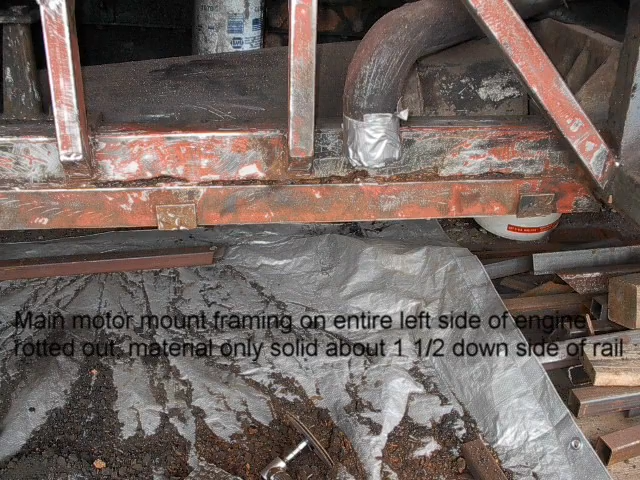 Main motor mount framing on entire left side of engine
rotted out, material only solid about 1 1/2 down side of rail